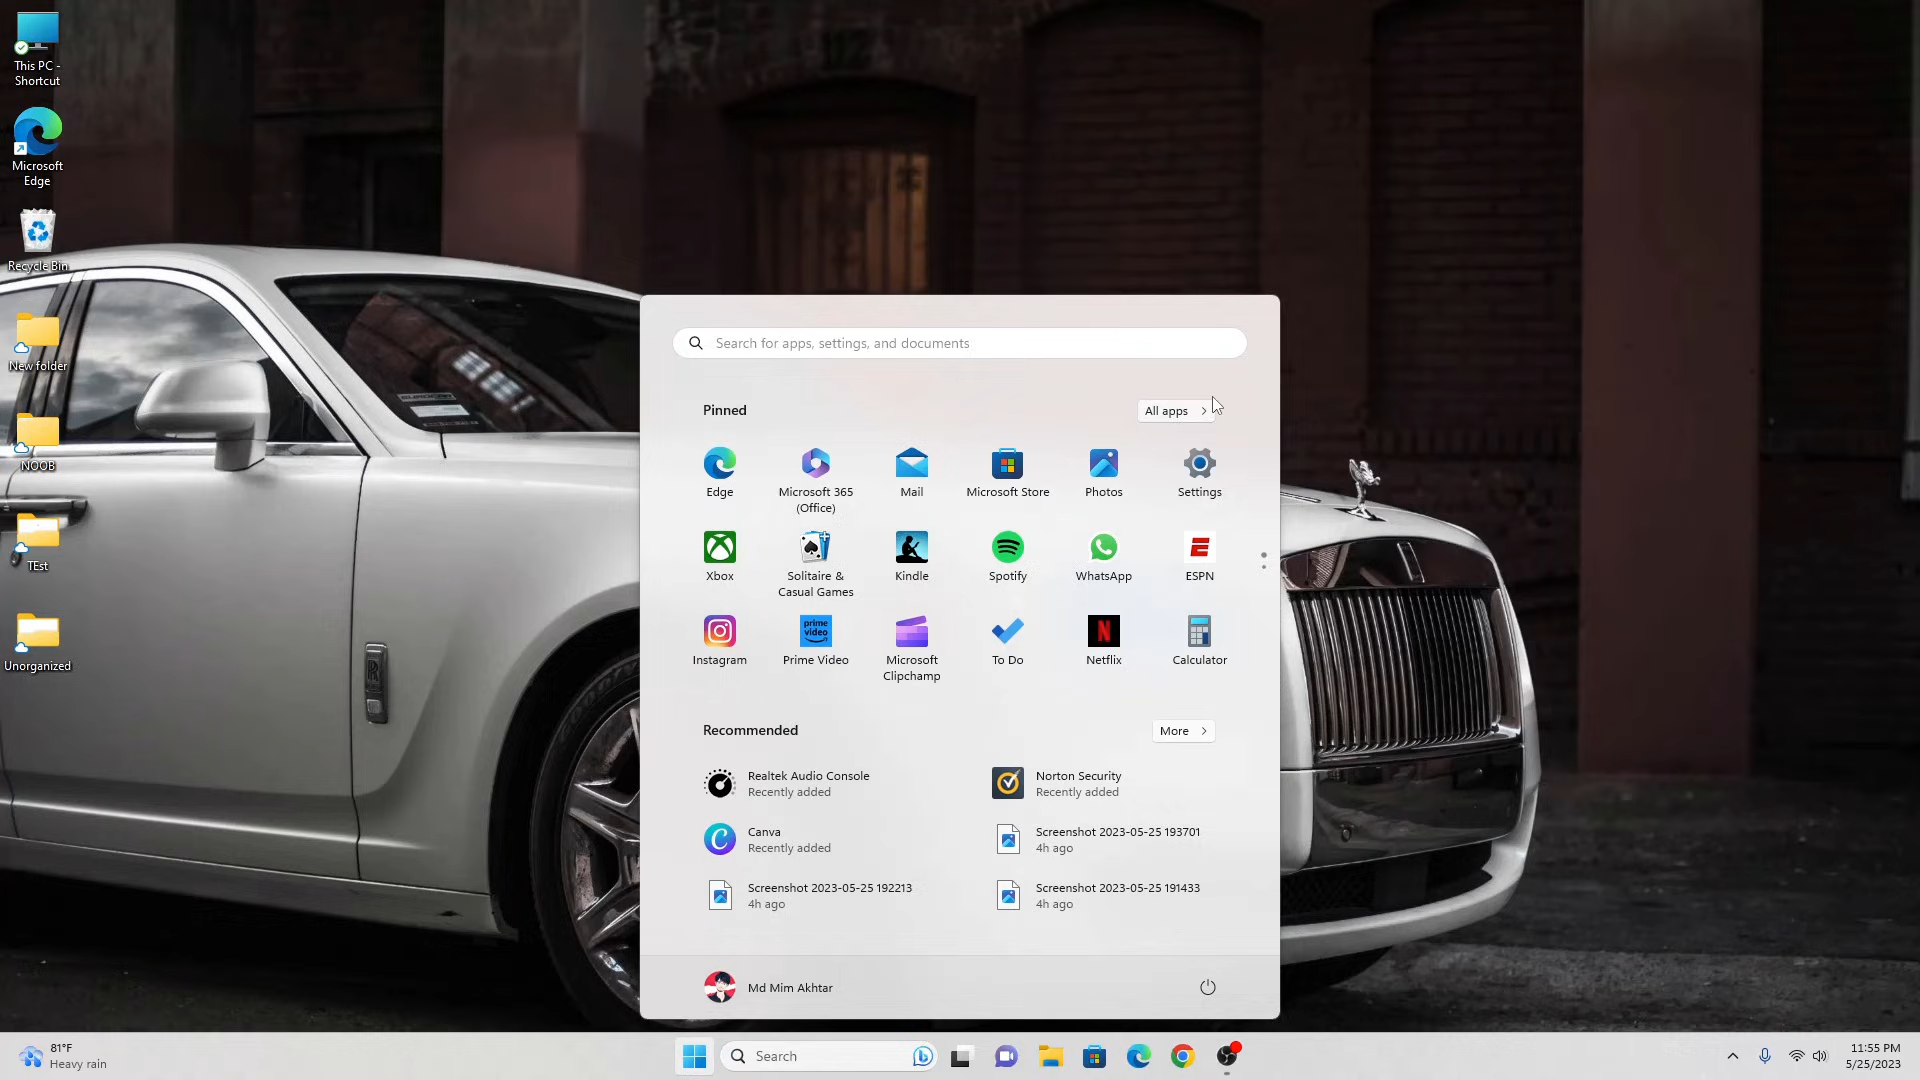 This PC -
Shortcut
Microsoft
Edge
Recycle Bin
New folder
NOOB
TEst
Unorganized
Search for apps, settings, and documents
Pinned
All apps
Edge
Microsoft 365
(Office)
Mail
Microsoft Store
Photos
Settings
Xbox
Solitaire &
Casual Games
Kindle
Spotify
WhatsApp
ESPN
prime
video
Instagram
Prime Video
Microsoft
Clipchamp
To Do
Netflix
Calculator
Recommended
More
Realtek Audio Console
Recently added
Norton Security
Recently added
Canva
Recently added
Screenshot 2023-05-25 193701
4h ago
Screenshot 2023-05-25 192213
4h ago
Screenshot 2023-05-25 191433
4h ago
Md Mim Akhtar
81°F
Heavy rain
Search
11:55 PM
5/25/2023